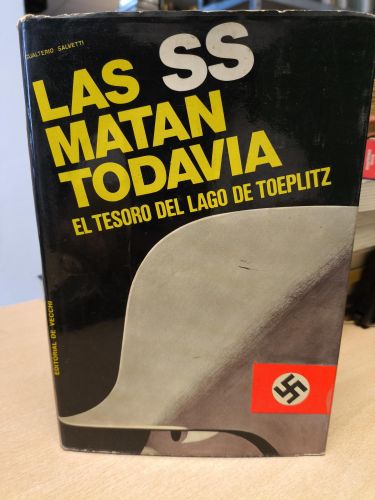 GUALTERIO SALVETTI
LAS SS
MATAN
TODAVIA
EL TESORO DEL LAGO DE TOEPLITZ
EDITORIAL DE VECCHI